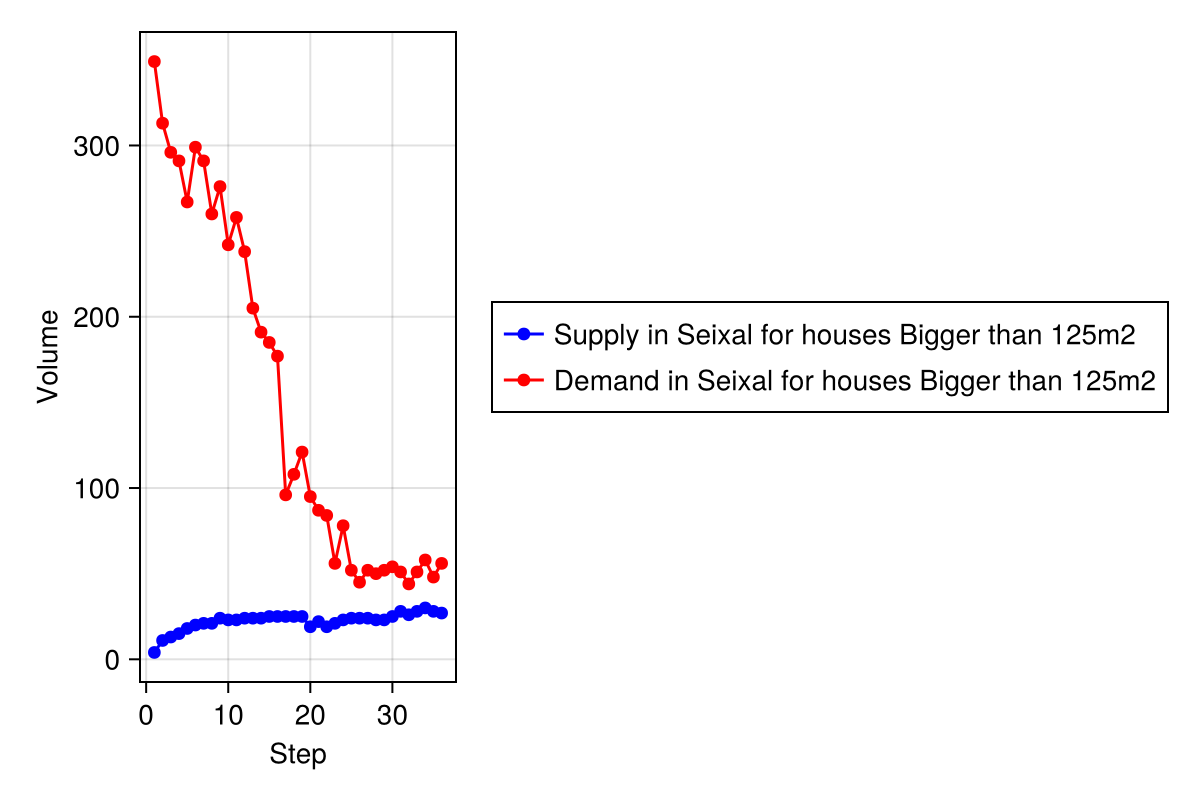 300
200
100
0
Volume
0 10 20 30
Step
Supply in Seixal for houses Bigger than 125m2
Demand in Seixal for houses Bigger than 125m2